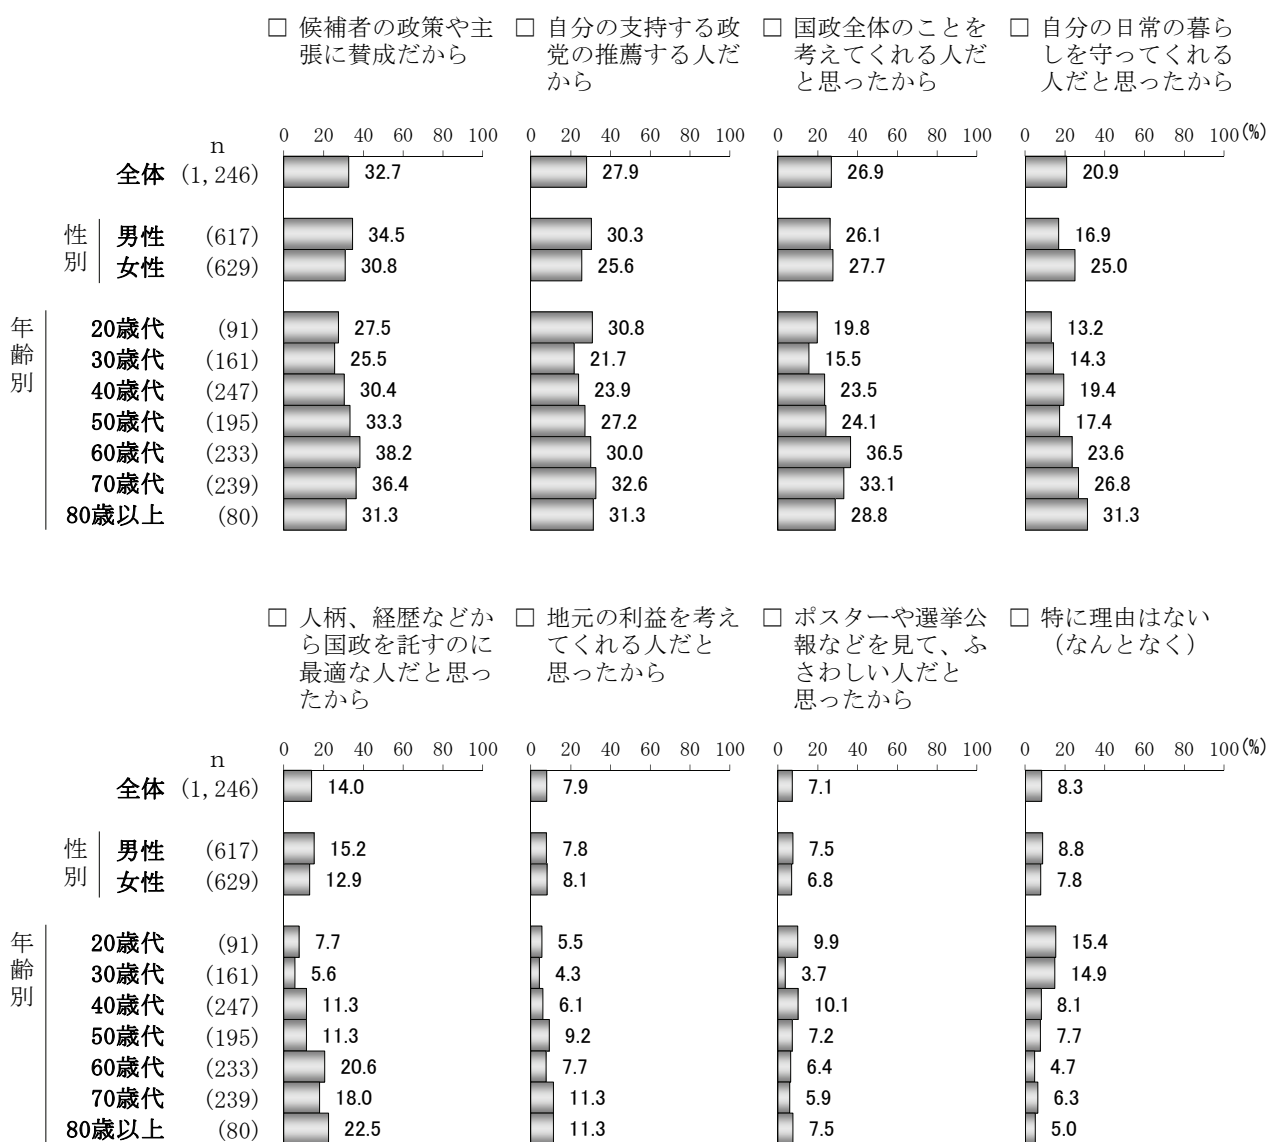 □ 候補者の政策や主
張に賛成だから
□ 自分の支持する政
党の推薦する人だ
から
□ 国政全体のことを
考えてくれる人だ
と思ったから
□ 自分の日常の暮ら
しを守ってくれる
人だと思ったから
n
0 20 40 60 80 100 0 20 40 60 80 100 0 20 40 60 80 100 0 20 40 60 80 100 (%)
全体 (1,246) 32.7 27.9 26.9 20.9
性別
男性 (617) 34.5 30.3 26.1 16.9
女性 (629) 30.8 25.6 27.7 25.0
年齢別
20歳代 (91) 27.5 30.8 19.8 13.2
30歳代 (161) 25.5 21.7 15.5 14.3
40歳代 (247) 30.4 23.9 23.5 19.4
50歳代 (195) 33.3 27.2 24.1 17.4
60歳代 (233) 38.2 30.0 36.5 23.6
70歳代 (239) 36.4 32.6 33.1 26.8
80歳以上 (80) 31.3 31.3 28.8 31.3
□ 人柄、経歴などか
ら国政を託すのに
最適な人だと思っ
たから
□ 地元の利益を考え
てくれる人だと
思ったから
□ ポスターや選挙公
報などを見て、ふ
さわしい人だと
思ったから
□ 特に理由はない
（なんとなく）
n
0 20 40 60 80 100 0 20 40 60 80 100 0 20 40 60 80 100 0 20 40 60 80 100 (%)
全体 (1,246) 14.0 7.9 7.1 8.3
性別
男性 (617) 15.2 7.8 7.5 8.8
女性 (629) 12.9 8.1 6.8 7.8
年齢別
20歳代 (91) 7.7 5.5 9.9 15.4
30歳代 (161) 5.6 4.3 3.7 14.9
40歳代 (247) 11.3 6.1 10.1 8.1
50歳代 (195) 11.3 9.2 7.2 7.7
60歳代 (233) 20.6 7.7 6.4 4.7
70歳代 (239) 18.0 11.3 5.9 6.3
80歳以上 (80) 22.5 11.3 7.5 5.0